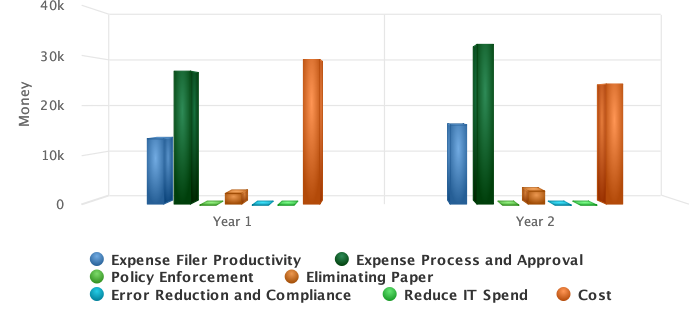 40k
30k
20k
10k
0
Money
Year 1
Year 2
Expense Filer Productivity
Expense Process and Approval
Policy Enforcement
Eliminating Paper
Error Reduction and Compliance
Reduce IT Spend
Cost